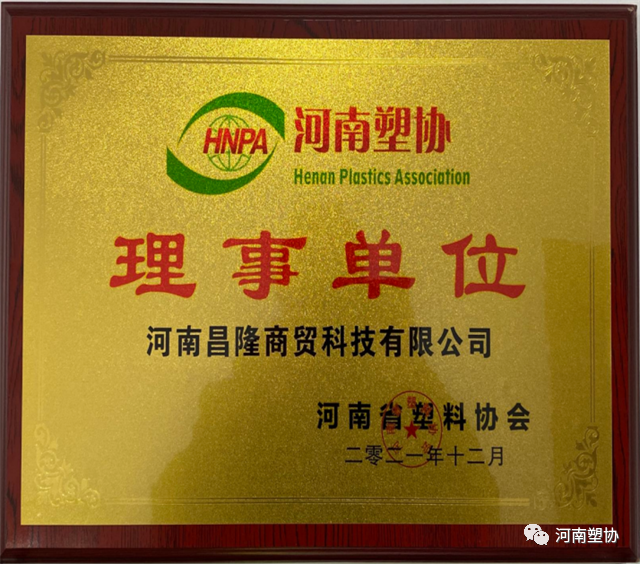 HNPA
河南塑协
Henan Plastics Association
理事单位
河南昌隆商贸科技有限公司
河南省塑料协会
二零二一年十二月
河南塑协